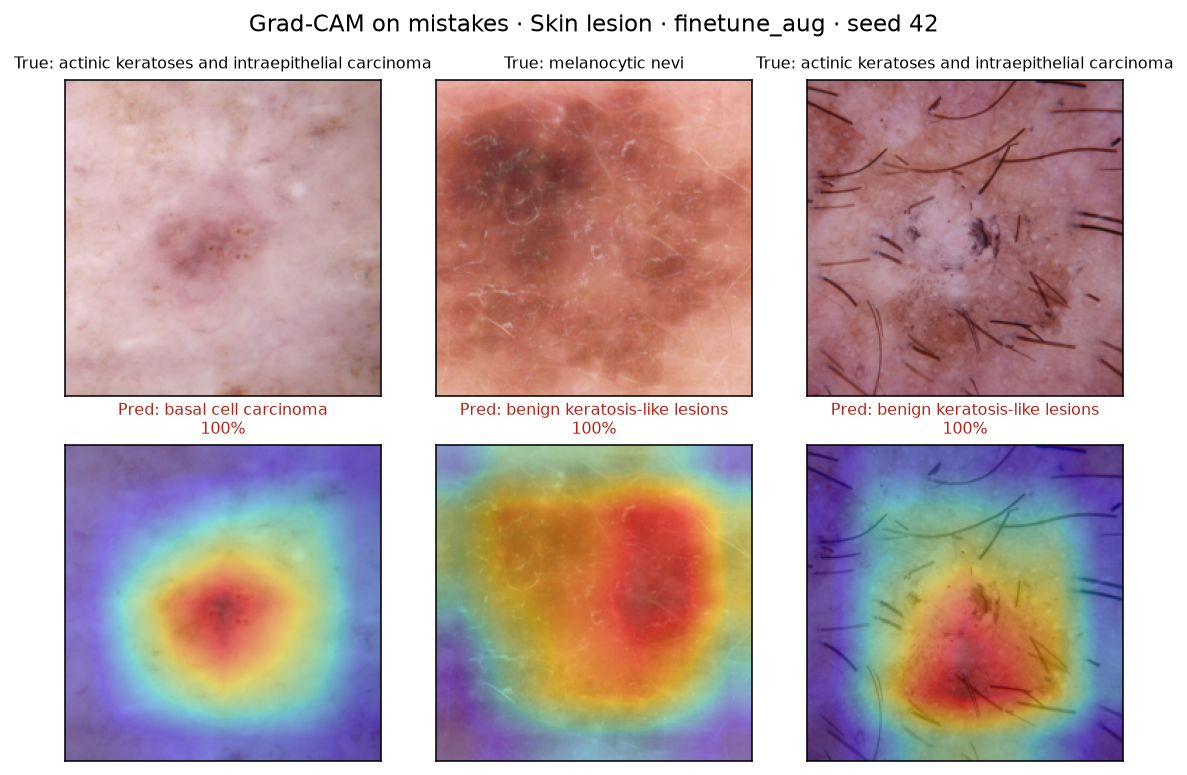 Grad-CAM on mistakes · Skin lesion · finetune_aug · seed 42
True: actinic keratoses and intraepithelial carcinoma
True: melanocytic nevi
True: actinic keratoses and intraepithelial carcinoma
Pred: basal cell carcinoma
100%
Pred: benign keratosis-like lesions
100%
Pred: benign keratosis-like lesions
100%